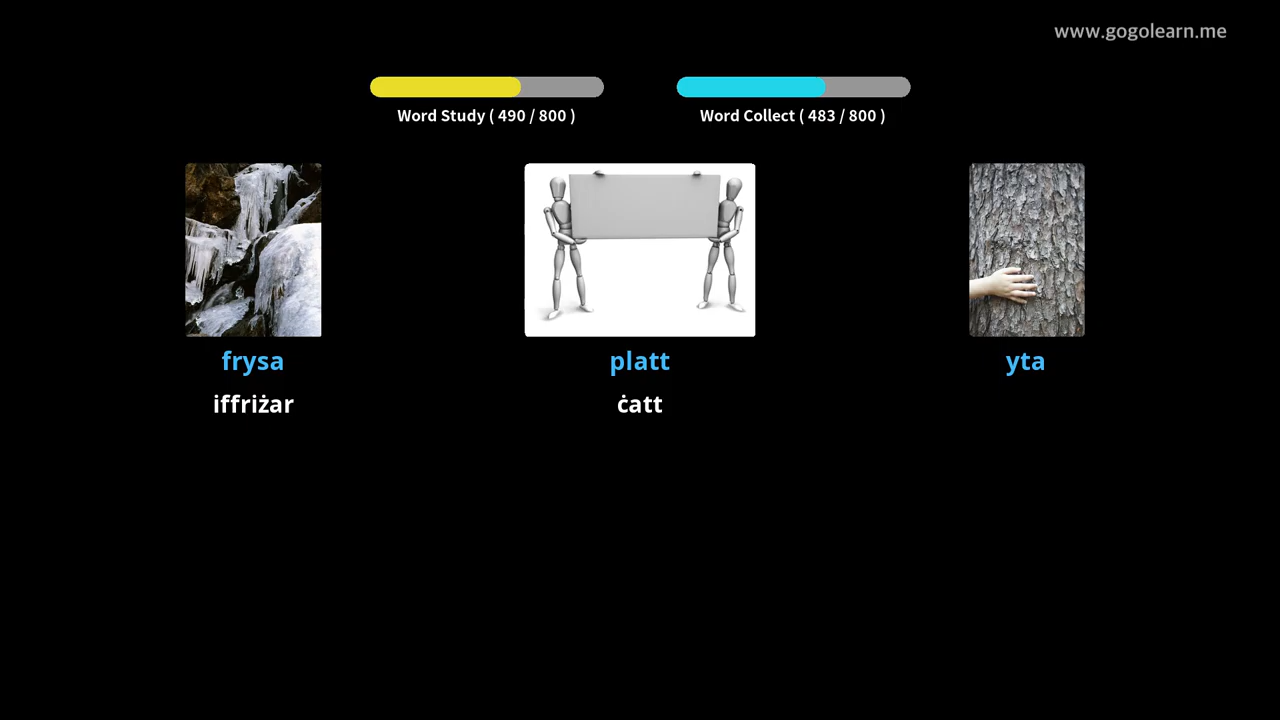 www.gogolearn.me
Word Study ( 490 / 800 )
Word Collect ( 483 / 800 )
frysa
platt
yta
iffriżar
ċatt